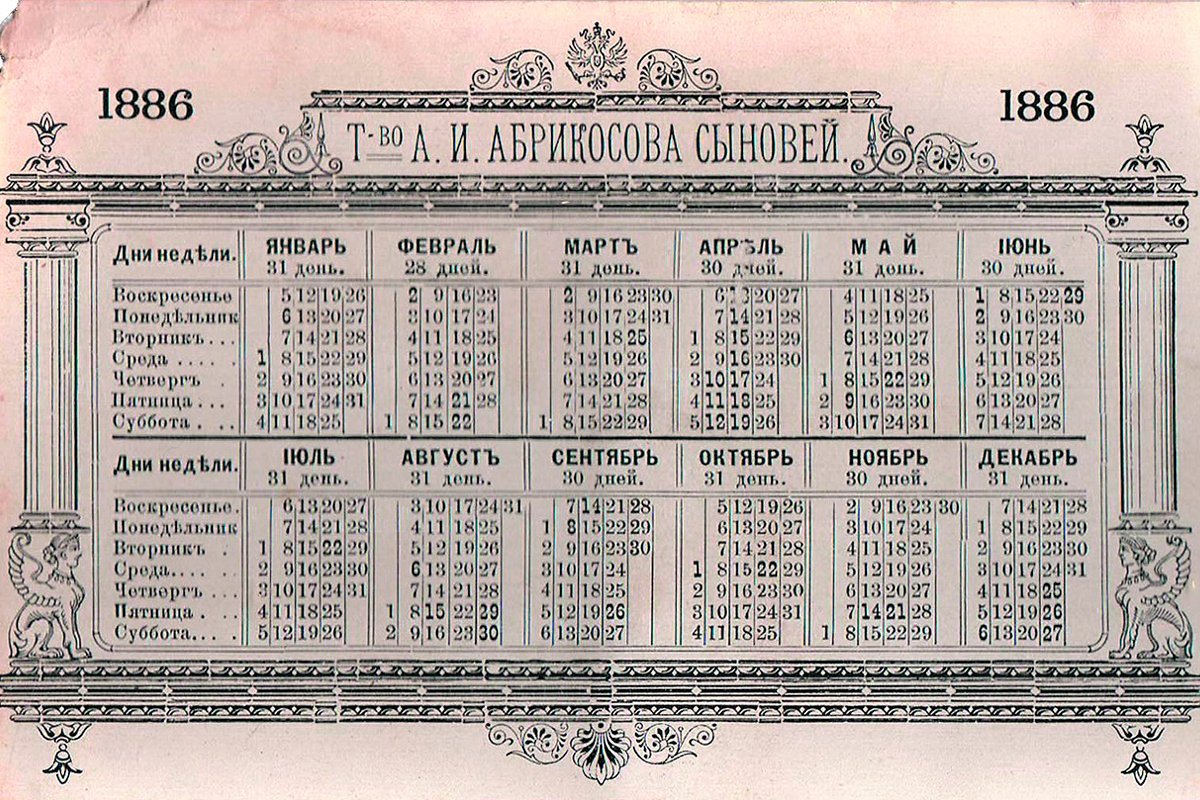 1886 1886
Т-ВО А. И. АБРИКОСОВА СЫНОВЕЙ.
Дни недѣли. ЯНВАРЬ ФЕВРАЛЬ МАРТЪ АПРѢЛЬ МАЙ ІЮНЬ
31 день. 28 дней. 31 день. 30 дней. 31 день. 30 дней.
Воскресенье 5 12 19 26 2 9 16 23 2 9 16 23 30 6 13 20 27 4 11 18 25 1 8 15 22 29
Понедѣльник 6 13 20 27 3 10 17 24 3 10 17 24 31 7 14 21 28 5 12 19 26 2 9 16 23 30
Вторникъ... 7 14 21 28 4 11 18 25 4 11 18 25 1 8 15 22 29 6 13 20 27 3 10 17 24
Среда .... 1 8 15 22 29 5 12 19 26 5 12 19 26 2 9 16 23 30 7 14 21 28 4 11 18 25
Четвергъ . 2 9 16 23 30 6 13 20 27 6 13 20 27 3 10 17 24 1 8 15 22 29 5 12 19 26
Пятница ... 3 10 17 24 31 7 14 21 28 7 14 21 28 4 11 18 25 2 9 16 23 30 6 13 20 27
Суббота . .. 4 11 18 25 1 8 15 22 1 8 15 22 29 5 12 19 26 3 10 17 24 31 7 14 21 28
Дни недѣли. ІЮЛЬ АВГУСТЪ СЕНТЯБРЬ ОКТЯБРЬ НОЯБРЬ ДЕКАБРЬ
31 день. 31 день. 30 дней. 31 день. 30 дней. 31 день.
Воскресенье. 6 13 20 27 3 10 17 24 31 7 14 21 28 5 12 19 26 2 9 16 23 30 7 14 21 28
Понедѣльник 7 14 21 28 4 11 18 25 1 8 15 22 29 6 13 20 27 3 10 17 24 1 8 15 22 29
Вторникъ . 1 8 15 22 29 5 12 19 26 2 9 16 23 30 7 14 21 28 4 11 18 25 2 9 16 23 30
Среда.... .. 2 9 16 23 30 6 13 20 27 3 10 17 24 1 8 15 22 29 5 12 19 26 3 10 17 24 31
Четвергъ ... 3 10 17 24 31 7 14 21 28 4 11 18 25 2 9 16 23 30 6 13 20 27 4 11 18 25
Пятница . .. 4 11 18 25 1 8 15 22 29 5 12 19 26 3 10 17 24 31 7 14 21 28 5 12 19 26
Суббота... . 5 12 19 26 2 9 16 23 30 6 13 20 27 4 11 18 25 1 8 15 22 29 6 13 20 27